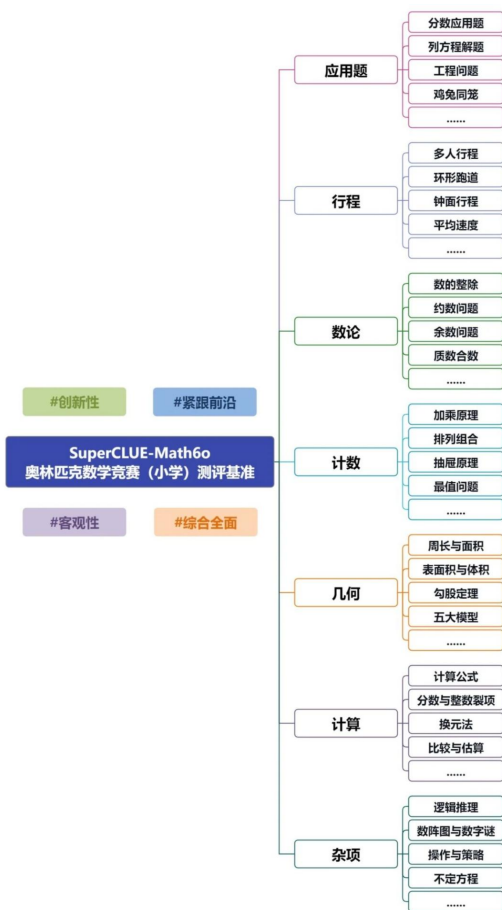 #创新性
#紧跟前沿
SuperCLUE-Math6o
奥林匹克数学竞赛（小学）测评基准
#客观性
#综合全面
应用题
分数应用题
列方程解题
工程问题
鸡兔同笼
......
行程
多人行程
环形跑道
钟面行程
平均速度
......
数论
数的整除
约数问题
余数问题
质数合数
......
计数
加乘原理
排列组合
抽屉原理
最值问题
......
几何
周长与面积
表面积与体积
勾股定理
五大模型
......
计算
计算公式
分数与整数裂项
换元法
比较与估算
......
杂项
逻辑推理
数阵图与数字谜
操作与策略
不定方程
......